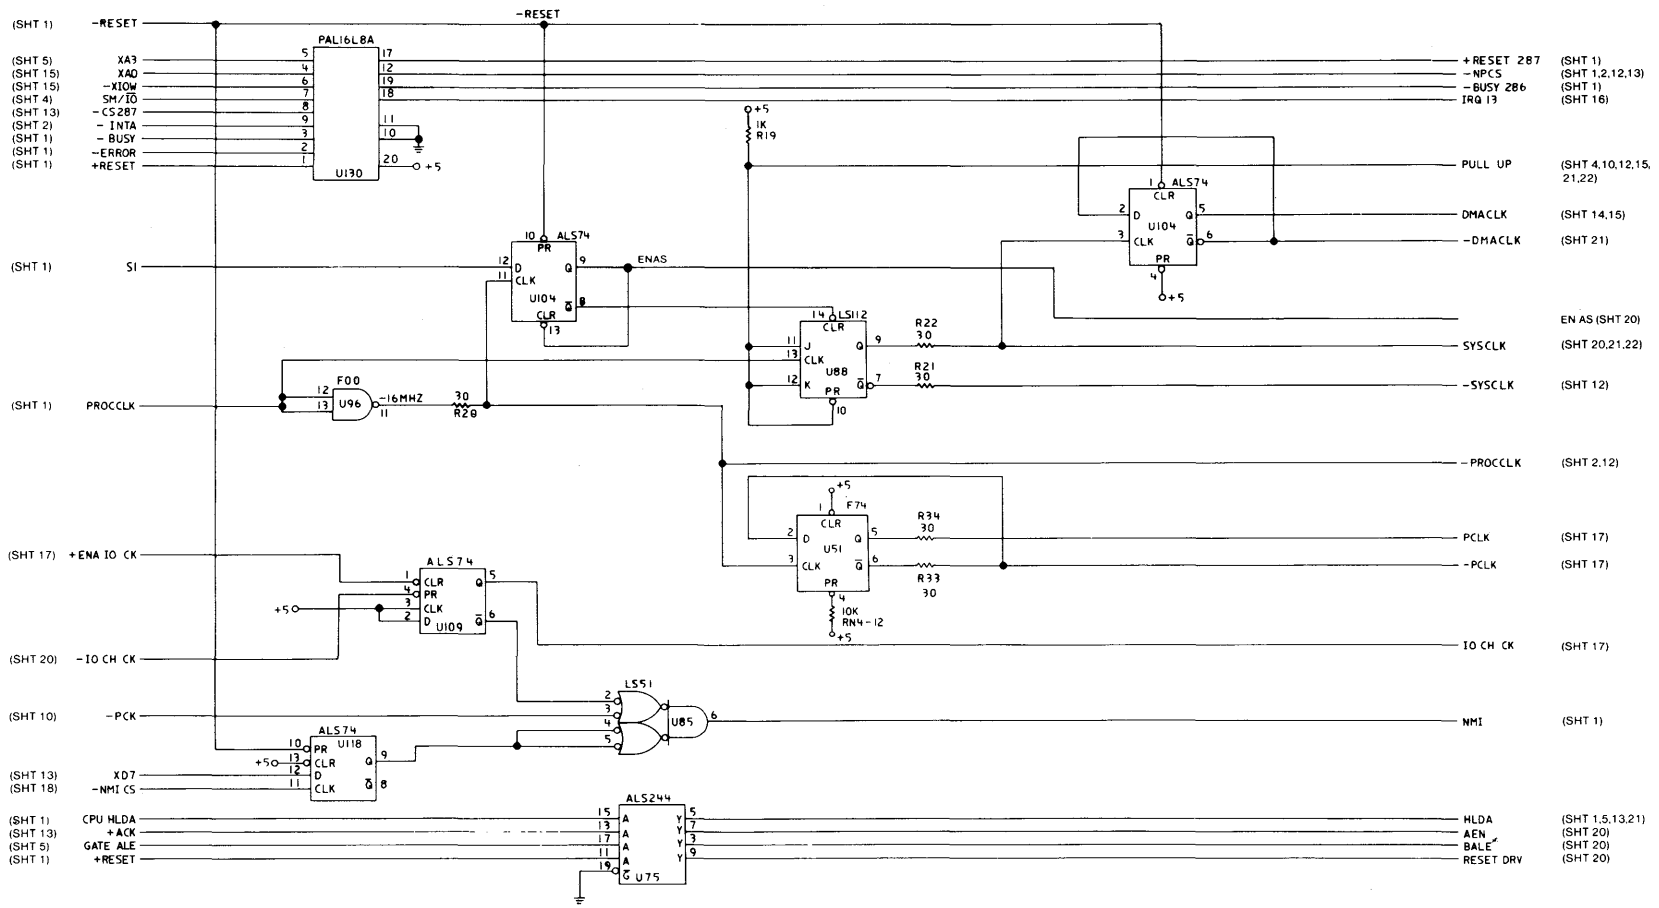 -RESET
(SHT 1) -RESET
PAL16L8A
(SHT 5) XA3 5 17 +RESET 287 (SHT 1)
(SHT 15) XA0 4 12 -NPCS (SHT 1,2,12,13)
(SHT 15) -XIOW 6 19 -BUSY 286 (SHT 1)
(SHT 4) SM/IO 7 18 IRQ 13 (SHT 16)
(SHT 13) -CS287 8
(SHT 2) - INTA 9 11
(SHT 1) - BUSY 3 10
(SHT 1) -ERROR 2
(SHT 1) +RESET 1 20 +5
U130
+5
1K
R19
PULL UP (SHT 4,10,12,15,
21,22)
1 ALS74
CLR
2 D Q 5 DMACLK (SHT 14,15)
U104
3 CLK Q 6 -DMACLK (SHT 21)
PR
4
+5
10 ALS74
PR
(SHT 1) S1 12 D Q 9 ENAS
11 CLK
U104 Q 8
CLR
13
EN AS (SHT 20)
14 LS112
CLR
11 J Q 9 R22 30 SYSCLK (SHT 20,21,22)
13 CLK
U88
12 K Q 7 R21 30 -SYSCLK (SHT 12)
PR
10
F00
(SHT 1) PROCCLK 12 13 U96 11 -16MHZ 30 R28
-PROCCLK (SHT 2,12)
+5
1 F74
CLR
2 D Q 5 R34 30 PCLK (SHT 17)
U51
3 CLK Q 6 R33 30 -PCLK (SHT 17)
PR
4
10K
RN4-12
+5
(SHT 17) +ENA IO CK
ALS74
1 CLR Q 5
4 PR
+5 3 CLK
2 D Q 6
U109
IO CH CK (SHT 17)
(SHT 20) -IO CH CK
LS51
2
(SHT 10) -PCK 3
4
5
U85 6 NMI (SHT 1)
ALS74
10 PR U118
+5 13 CLR Q 9
(SHT 13) XD7 12 D
(SHT 18) -NMI CS 11 CLK Q 8
ALS244
(SHT 1) CPU HLDA 15 A Y 5 HLDA (SHT 1,5,13,21)
(SHT 13) +ACK 13 A Y 7 AEN (SHT 20)
(SHT 5) GATE ALE 17 A Y 3 BALE (SHT 20)
(SHT 1) +RESET 11 A Y 9 RESET DRV (SHT 20)
19 G U75